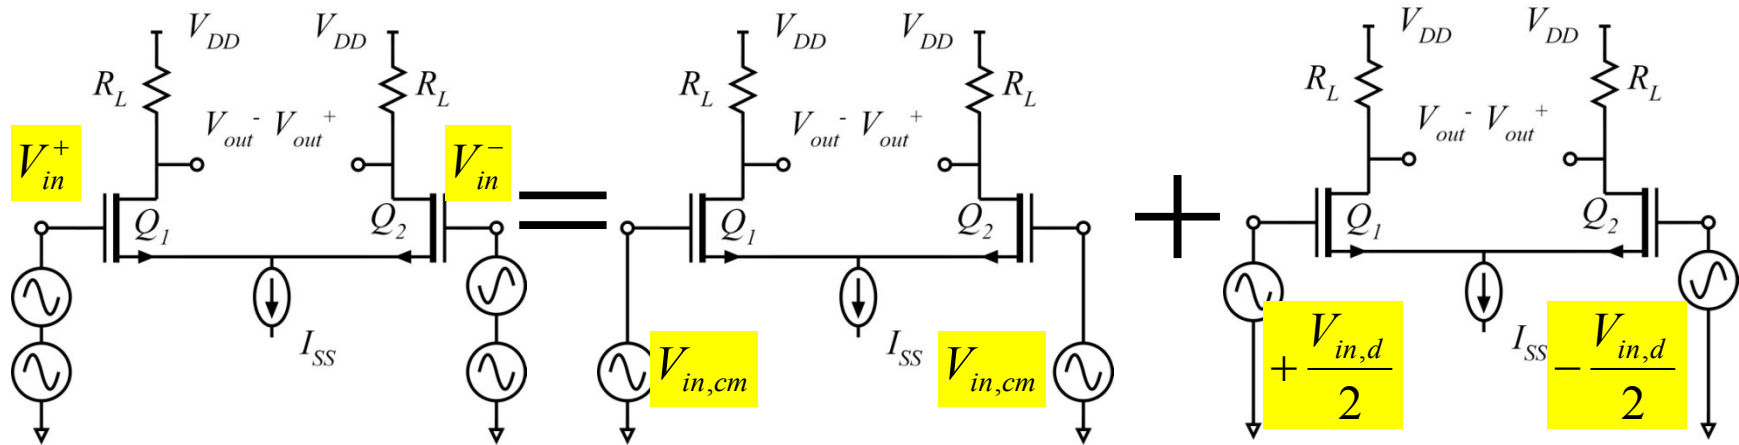 V_DD V_DD V_DD V_DD V_DD V_DD
R_L R_L R_L R_L R_L R_L
V_out^- V_out^+ V_out^- V_out^+ V_out^- V_out^+
V_in^+ V_in^- = +
Q_1 Q_2 Q_1 Q_2 Q_1 Q_2
I_SS I_SS I_SS
V_in,cm V_in,cm + V_in,d / 2 - V_in,d / 2